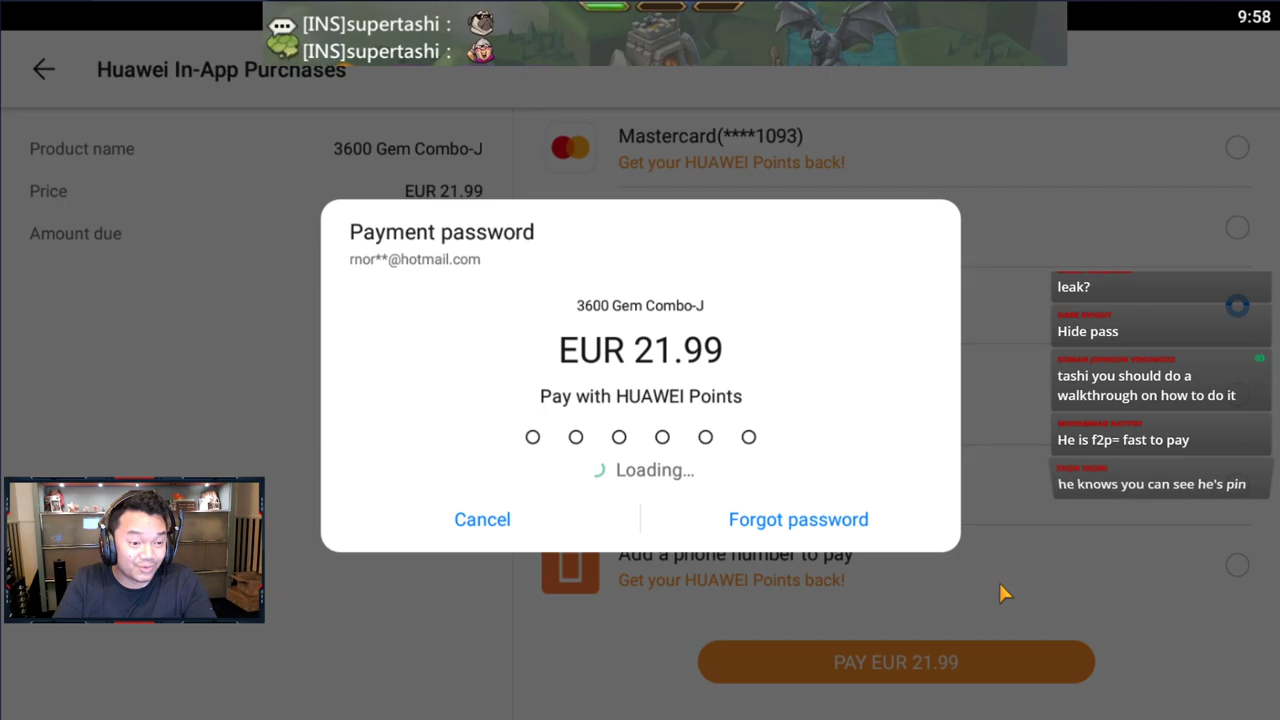 [INS]supertashi :
[INS]supertashi :
9:58
Huawei In-App Purchases
Product name
3600 Gem Combo-J
Price
EUR 21.99
Amount due
Mastercard(****1093)
Get your HUAWEI Points back!
Payment password
rnor**@hotmail.com
3600 Gem Combo-J
EUR 21.99
Pay with HUAWEI Points
Loading...
Cancel
Forgot password
Add a phone number to pay
Get your HUAWEI Points back!
PAY EUR 21.99
leak?
Hide pass
tashi you should do a
walkthrough on how to do it
He is f2p= fast to pay
he knows you can see he's pin